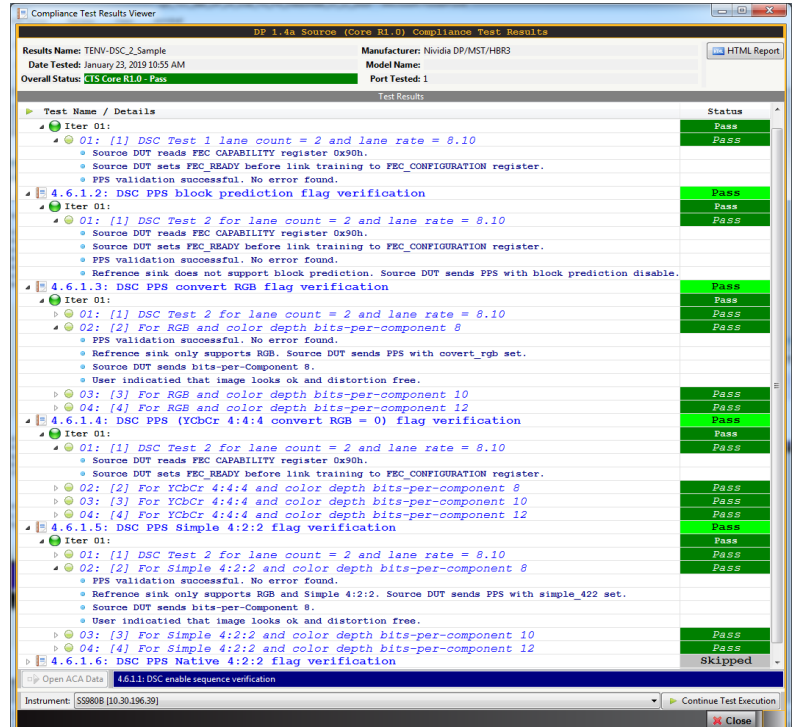 Compliance Test Results Viewer
DP 1.4a Source (Core R1.0) Compliance Test Results
Results Name: TENV-DSC_2_Sample
Manufacturer: Nividia DP/MST/HBR3
HTML Report
Date Tested: January 23, 2019 10:55 AM
Model Name:
Overall Status: CTS Core R1.0 - Pass
Port Tested: 1
Test Results
Test Name / Details Status
Iter 01: Pass
01: [1] DSC Test 1 lane count = 2 and lane rate = 8.10 Pass
Source DUT reads FEC CAPABILITY register 0x90h.
Source DUT sets FEC_READY before link training to FEC_CONFIGURATION register.
PPS validation successful. No error found.
4.6.1.2: DSC PPS block prediction flag verification Pass
Iter 01: Pass
01: [1] DSC Test 2 for lane count = 2 and lane rate = 8.10 Pass
Source DUT reads FEC CAPABILITY register 0x90h.
Source DUT sets FEC_READY before link training to FEC_CONFIGURATION register.
PPS validation successful. No error found.
Refrence sink does not support block prediction. Source DUT sends PPS with block prediction disable.
4.6.1.3: DSC PPS convert RGB flag verification Pass
Iter 01: Pass
01: [1] DSC Test 2 for lane count = 2 and lane rate = 8.10 Pass
02: [2] For RGB and color depth bits-per-component 8 Pass
PPS validation successful. No error found.
Refrence sink only supports RGB. Source DUT sends PPS with covert_rgb set.
Source DUT sends bits-per-Component 8.
User indicatied that image looks ok and distortion free.
03: [3] For RGB and color depth bits-per-component 10 Pass
04: [4] For RGB and color depth bits-per-component 12 Pass
4.6.1.4: DSC PPS (YCbCr 4:4:4 convert RGB = 0) flag verification Pass
Iter 01: Pass
01: [1] DSC Test 2 for lane count = 2 and lane rate = 8.10 Pass
Source DUT reads FEC CAPABILITY register 0x90h.
Source DUT sets FEC_READY before link training to FEC_CONFIGURATION register.
02: [2] For YCbCr 4:4:4 and color depth bits-per-component 8 Pass
03: [3] For YCbCr 4:4:4 and color depth bits-per-component 10 Pass
04: [4] For YCbCr 4:4:4 and color depth bits-per-component 12 Pass
4.6.1.5: DSC PPS Simple 4:2:2 flag verification Pass
Iter 01: Pass
01: [1] DSC Test 2 for lane count = 2 and lane rate = 8.10 Pass
02: [2] For Simple 4:2:2 and color depth bits-per-component 8 Pass
PPS validation successful. No error found.
Refrence sink only supports RGB and Simple 4:2:2. Source DUT sends PPS with simple_422 set.
Source DUT sends bits-per-Component 8.
User indicatied that image looks ok and distortion free.
03: [3] For Simple 4:2:2 and color depth bits-per-component 10 Pass
04: [4] For Simple 4:2:2 and color depth bits-per-component 12 Pass
4.6.1.6: DSC PPS Native 4:2:2 flag verification Skipped
Open ACA Data 4.6.1.1: DSC enable sequence verification
Instrument: SS980B [10.30.196.39] Continue Test Execution
Close